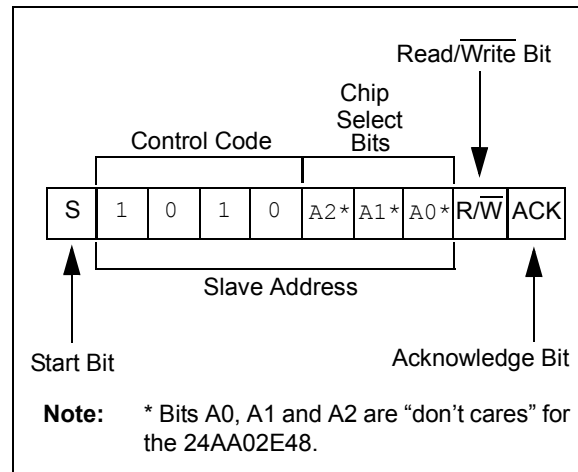 Read/Write Bit
Chip
Select
Bits
Control Code
S 1 0 1 0 A2* A1* A0* R/W ACK
Slave Address
Start Bit
Acknowledge Bit
Note: * Bits A0, A1 and A2 are “don’t cares” for
the 24AA02E48.